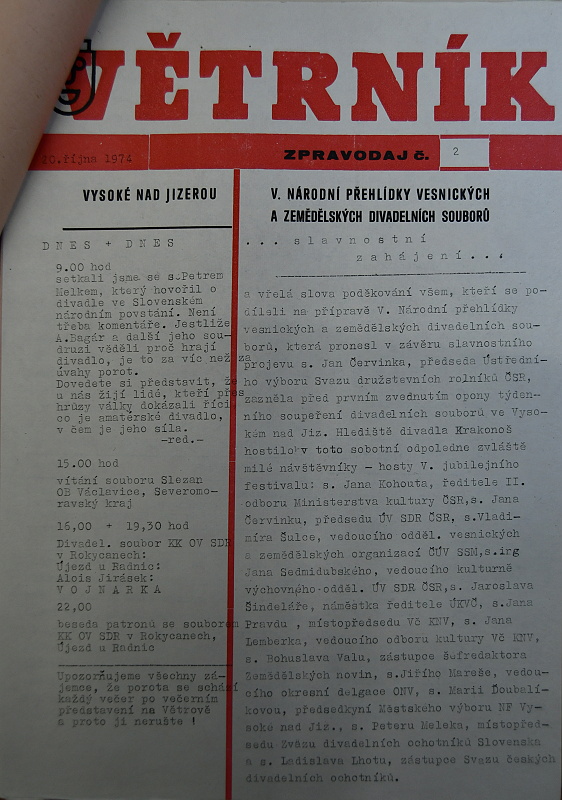 VĚTRNÍK
10.října 1974
ZPRAVODAJ č. 2
VYSOKÉ NAD JIZEROU
D N E S + D N E S
9.00 hod
setkali jsme se s.Petrem
Melkem, který hovořil o
divadle ve Slovenském
národním povstání. Není
třeba komentáře. Jestliže
A.Bagár a další jeho sou-
druzi věděli proč hrají
divadlo, je to za víc než za
úvahy porot.
Dovedete si představit, že
u nás žijí lidé, kteří přes
hrůzy války dokázali říci
co je amatérské divadlo,
v čem je jeho síla.
-red.-
15.00 hod
vítání souboru Slezan
OB Václavice, Severomo-
ravský kraj
16,00 + 19,30 hod
Divadel. soubor KK OV SDR
v Rokycanech:
Újezd u Radnic:
Alois Jirásek:
V O J N A R K A
22,00
beseda patronů se souborem
KK OV SDR v Rokycanech,
Újezd u Radnic
Upozorňujeme všechny zá-
jemce, že porota se schází
každý večer po večerním
představení na Větrově
a proto ji nerušte !
V. NÁRODNÍ PŘEHLÍDKY VESNICKÝCH
A ZEMĚDĚLSKÝCH DIVADELNÍCH SOUBORŮ
. . . s l a v n o s t n í
z a h á j e n í . . .
a vřelá slova poděkování všem, kteří se po-
díleli na přípravě V. Národní přehlídky
vesnických a zemědělských divadelních sou-
borů, která pronesl v závěru slavnostního
projevu s. Jan Červinka, předseda Ústřední-
ho výboru Svazu družstevních rolníků ČSR,
zazněla před prvním zvednutím opony týden-
ního soupeření divadelních souborů ve Vyso-
kém nad Jiz. Hlediště divadla Krakonoš
hostilo v toto sobotní odpoledne zvláště
milé návštěvníky - hosty V. jubilejního
festivalu: s. Jana Kohouta, ředitele II.
odboru Ministerstva kultury ČSR,s. Jana
Červinku, předsedu ÚV SDR ČSR, s.Vladi-
míra Šulce, vedoucího odděl. vesnických
a zemědělských organizací ČÚV SSM,s.irg
Jana Sedmidubského, vedoucího kulturně
výchovného odděl. ÚV SDR ČSR,s. Jaroslava
Šindeláře, náměstka ředitele ÚKVČ, s.Jana
Pravdu , místopředsedu Vč KNV, s. Jana
Lemberka, vedoucího odboru kultury Vč KNV,
s. Bohuslava Valu, zástupce šéfredaktora
Zemědělských novin, s.Jiřího Mareše, vedou-
cího okresní delgace ONV, s. Marii Doubalí-
kovou, předsedkyni Městského výboru NF Vy-
soké nad Jiz., s. Peteru Meleka, místopřed-
sedu Zväzu divadelních ochotníků Slovenska
a s. Ladislava Lhotu, zástupce Svazu českých
divadelních ochotníků.